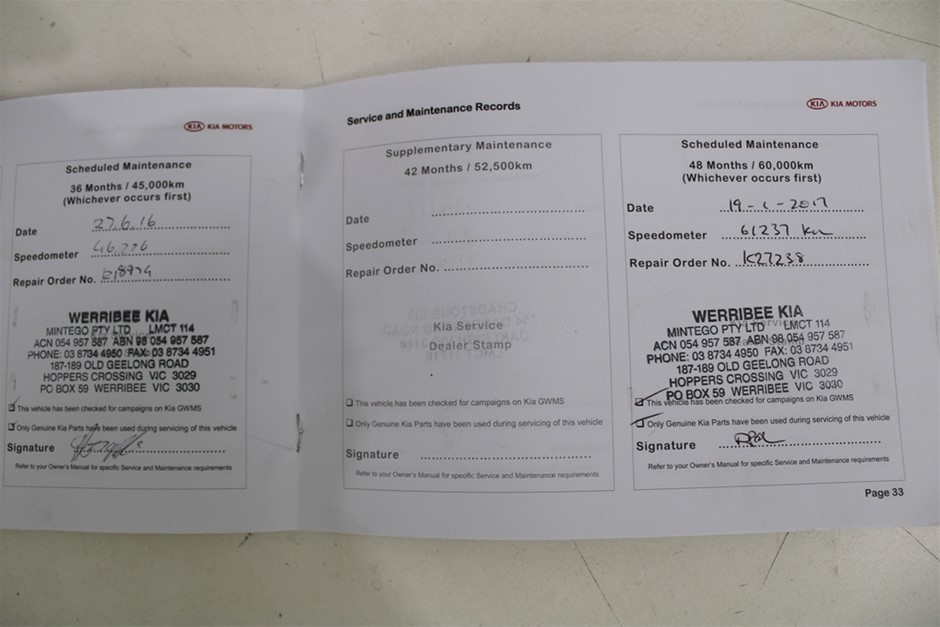 KIA KIA MOTORS
Scheduled Maintenance
36 Months / 45,000km
(Whichever occurs first)
Date 27.6.16
Speedometer
Repair Order No.
WERRIBEE KIA
MINTEGO PTY LTD LMCT 114
ACN 054 957 587 ABN 98 054 957 587
PHONE: 03 8734 4950 FAX: 03 8734 4951
187-189 OLD GEELONG ROAD
HOPPERS CROSSING VIC 3029
PO BOX 59 WERRIBEE VIC 3030
This vehicle has been checked for campaigns on Kia GWMS
Only Genuine Kia Parts have been used during servicing of this vehicle
Signature
Refer to your Owner's Manual for specific Service and Maintenance requirements
Service and Maintenance Records
Supplementary Maintenance
42 Months / 52,500km
Date
Speedometer
Repair Order No.
Kia Service
Dealer Stamp
This vehicle has been checked for campaigns on Kia GWMS
Only Genuine Kia Parts have been used during servicing of this vehicle
Signature
Refer to your Owner's Manual for specific Service and Maintenance requirements
KIA KIA MOTORS
Scheduled Maintenance
48 Months / 60,000km
(Whichever occurs first)
Date 19-1-2017
Speedometer 61237 Km
Repair Order No. K27238
WERRIBEE KIA
MINTEGO PTY LTD LMCT 114
ACN 054 957 587 ABN 98 054 957 587
PHONE: 03 8734 4950 FAX: 03 8734 4951
187-189 OLD GEELONG ROAD
HOPPERS CROSSING VIC 3029
PO BOX 59 WERRIBEE VIC 3030
This vehicle has been checked for campaigns on Kia GWMS
Only Genuine Kia Parts have been used during servicing of this vehicle
Signature
Refer to your Owner's Manual for specific Service and Maintenance requirements
Page 33